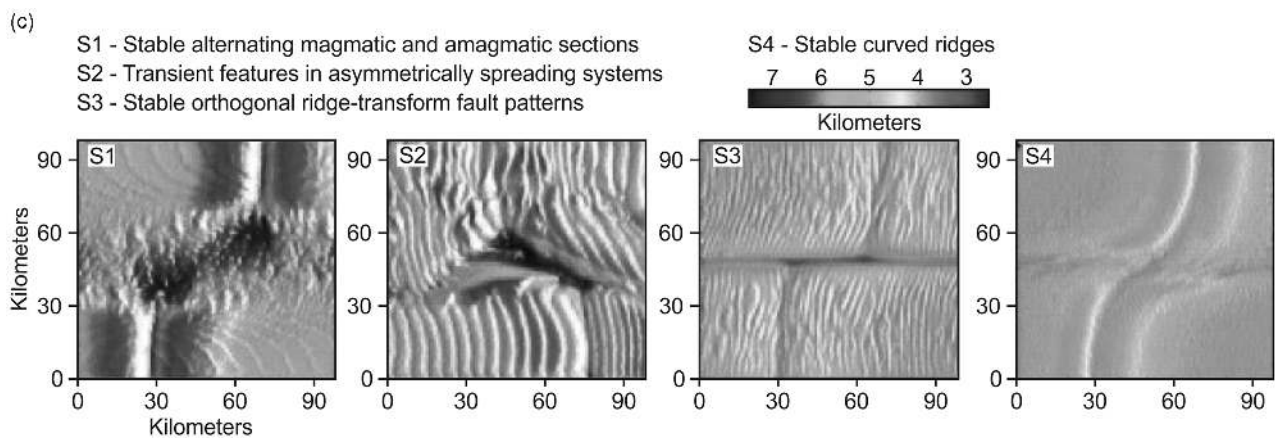 (c)
S1 - Stable alternating magmatic and amagmatic sections
S2 - Transient features in asymmetrically spreading systems
S3 - Stable orthogonal ridge-transform fault patterns
S4 - Stable curved ridges
7 6 5 4 3
Kilometers
S1 S2 S3 S4
90
60
30
0
Kilometers
90
60
30
0
90
60
30
0
90
60
30
0
0 30 60 90
0 30 60 90
0 30 60 90
0 30 60 90
Kilometers